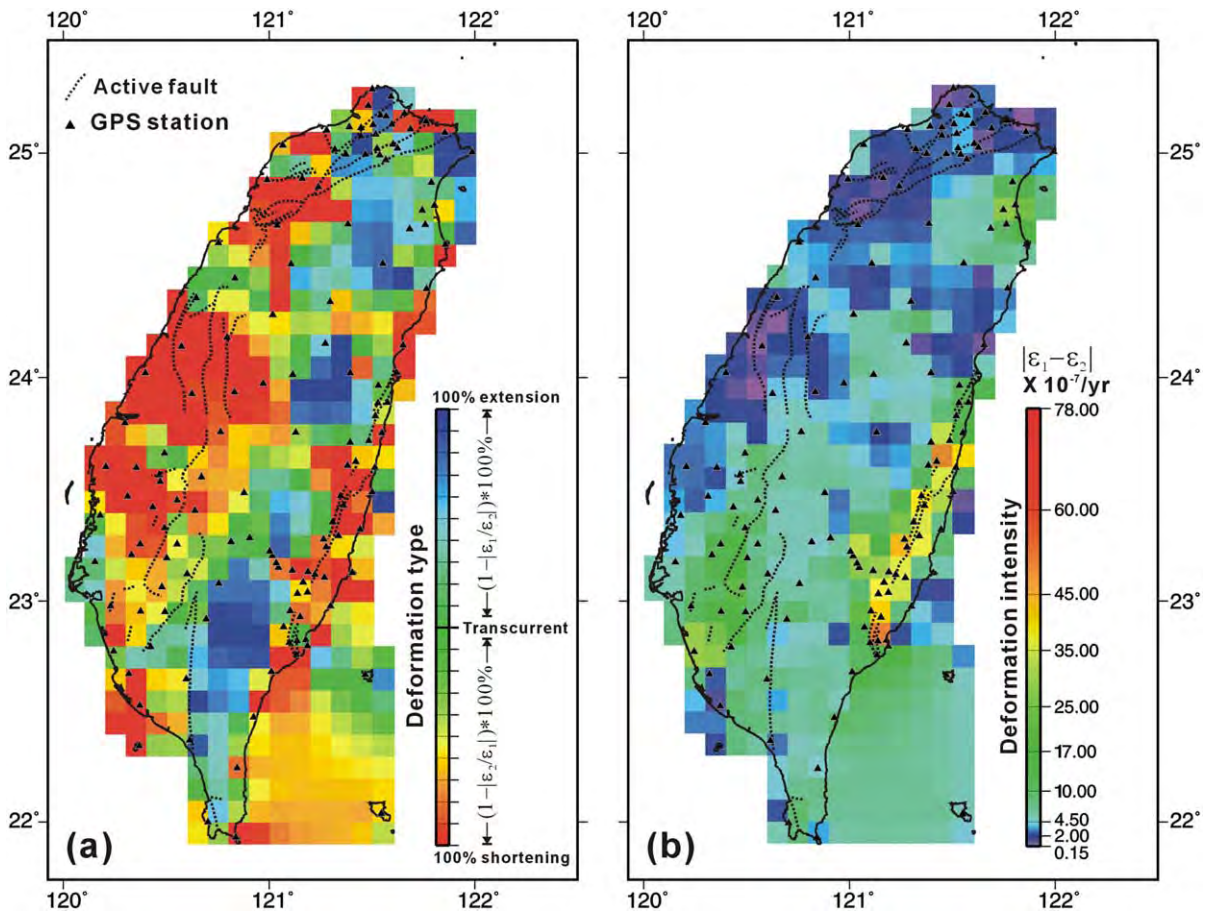 120° 121° 122°
120° 121° 122°
Active fault
GPS station
25°
24°
23°
22°
25°
24°
23°
22°
100% extension
(1-|ε₁/ε₂|)*100%
Transcurrent
(1-|ε₂/ε₁|)*100%
100% shortening
Deformation type
|ε₁−ε₂|
X 10⁻⁷/yr
78.00
60.00
45.00
35.00
25.00
17.00
10.00
4.50
2.00
0.15
Deformation intensity
(a)
(b)
120° 121° 122°
120° 121° 122°